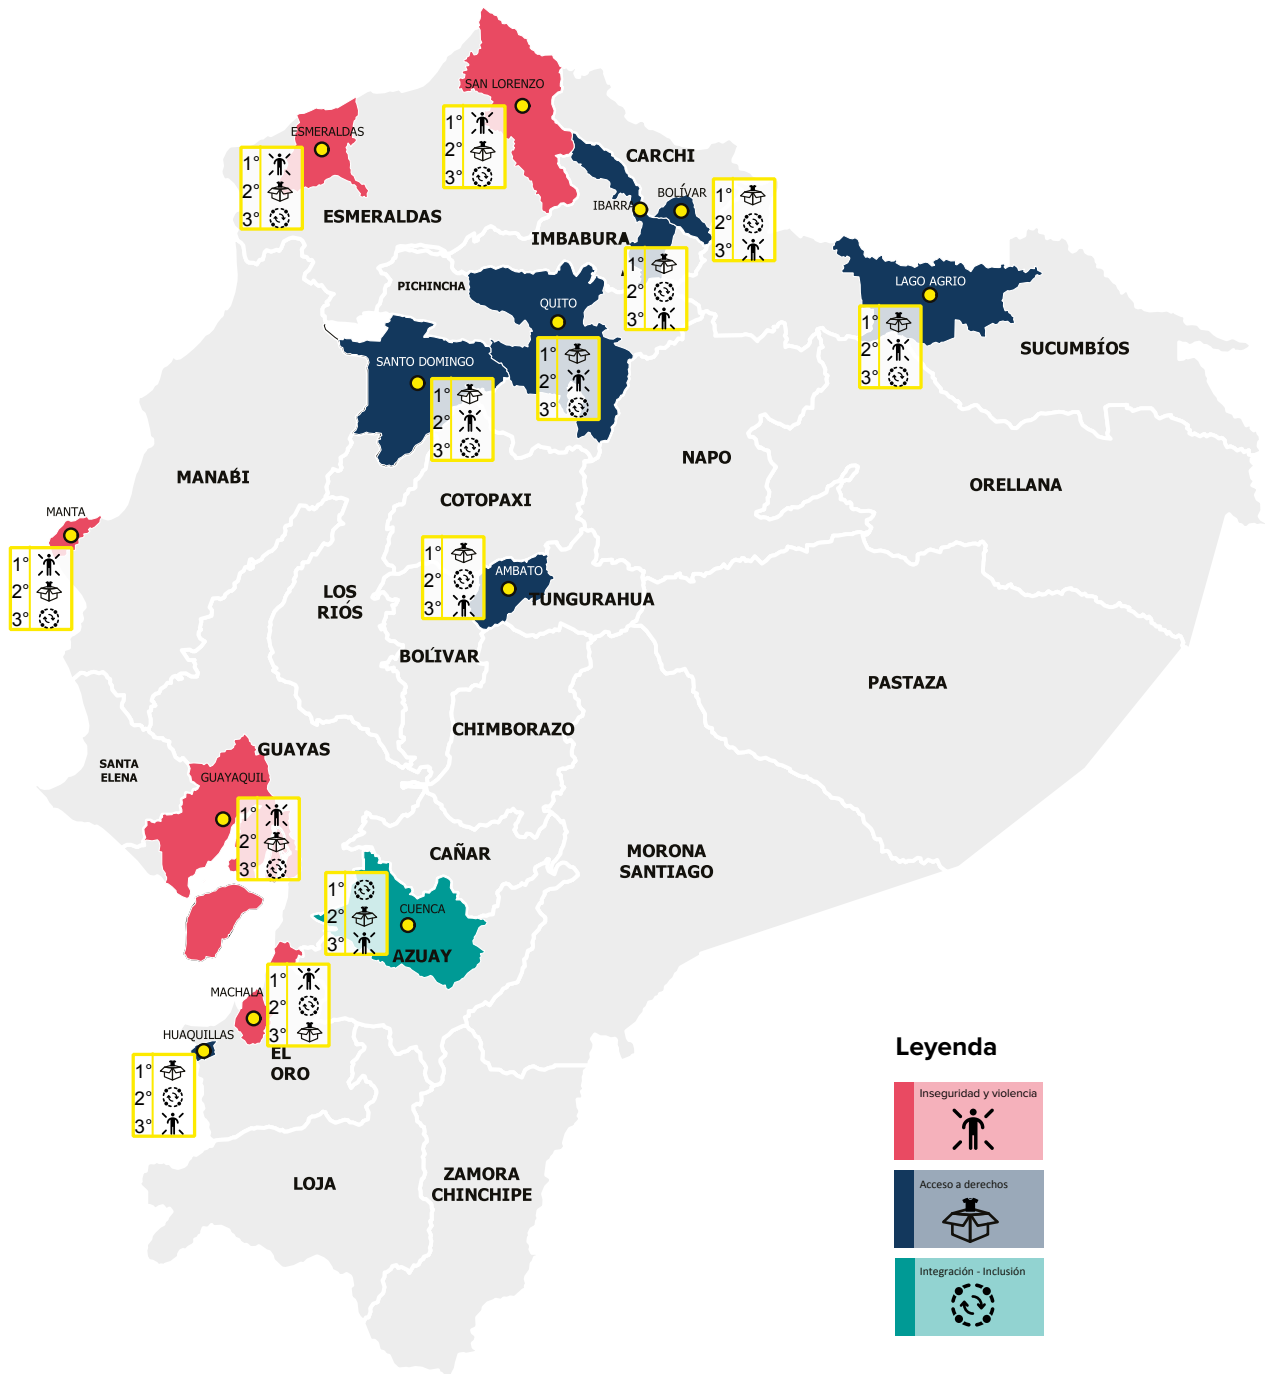 SAN LORENZO
1°
2°
3°
ESMERALDAS
1°
2°
3°
ESMERALDAS
CARCHI
BOLÍVAR
1°
2°
3°
IBARRA
IMBABURA
1°
2°
3°
PICHINCHA
QUITO
1°
2°
3°
LAGO AGRIO
1°
2°
3°
SUCUMBÍOS
SANTO DOMINGO
1°
2°
3°
MANABÍ
COTOPAXI
NAPO
ORELLANA
MANTA
1°
2°
3°
1°
2°
3°
AMBATO
TUNGURAHUA
LOS
RIÓS
BOLÍVAR
PASTAZA
CHIMBORAZO
SANTA
ELENA
GUAYAS
GUAYAQUIL
1°
2°
3°
CAÑAR
MORONA
SANTIAGO
1°
2°
3°
CUENCA
AZUAY
MACHALA
1°
2°
3°
HUAQUILLAS
1°
2°
3°
EL
ORO
LOJA
ZAMORA
CHINCHIPE
Leyenda
Inseguridad y violencia
Acceso a derechos
Integración - Inclusión